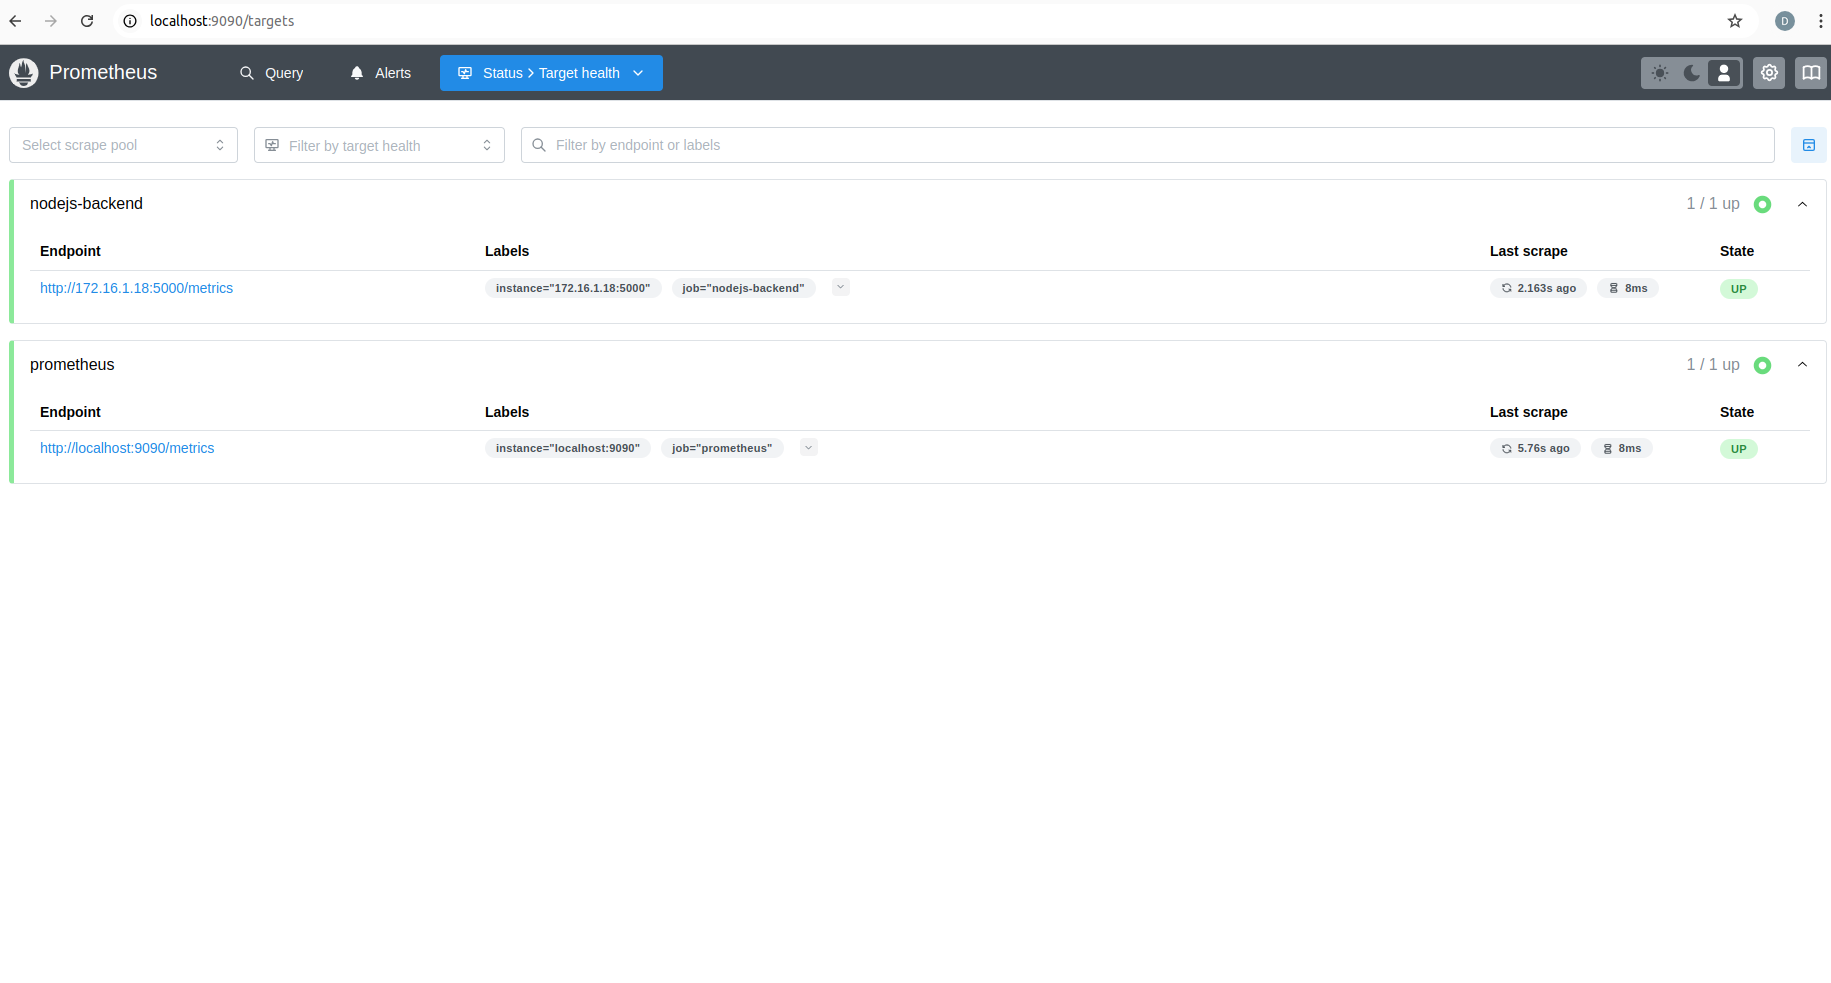 localhost:9090/targets
D
Prometheus
Query
Alerts
Status > Target health
Select scrape pool
Filter by target health
Filter by endpoint or labels
nodejs-backend
1 / 1 up
Endpoint
Labels
Last scrape
State
http://172.16.1.18:5000/metrics
instance="172.16.1.18:5000"
job="nodejs-backend"
2.163s ago
8ms
UP
prometheus
1 / 1 up
Endpoint
Labels
Last scrape
State
http://localhost:9090/metrics
instance="localhost:9090"
job="prometheus"
5.76s ago
8ms
UP